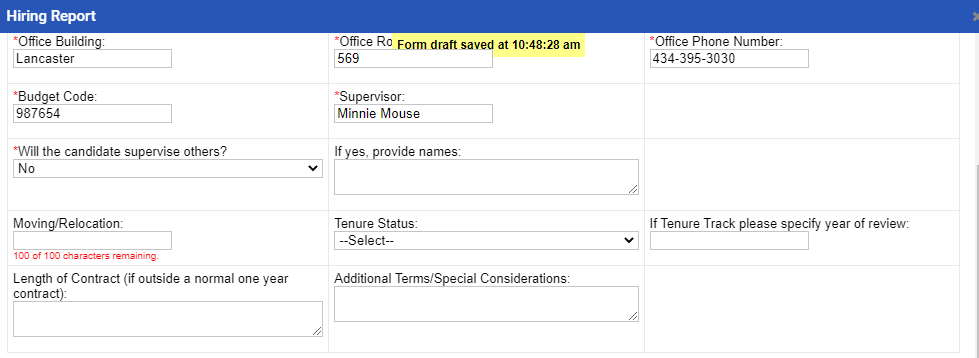 Hiring Report
*Office Building:
Lancaster
*Office Ro
569
Form draft saved at 10:48:28 am
*Office Phone Number:
434-395-3030
*Budget Code:
987654
*Supervisor:
Minnie Mouse
*Will the candidate supervise others?
No
If yes, provide names:
Moving/Relocation:
100 of 100 characters remaining.
Tenure Status:
--Select--
If Tenure Track please specify year of review:
Length of Contract (if outside a normal one year
contract):
Additional Terms/Special Considerations: